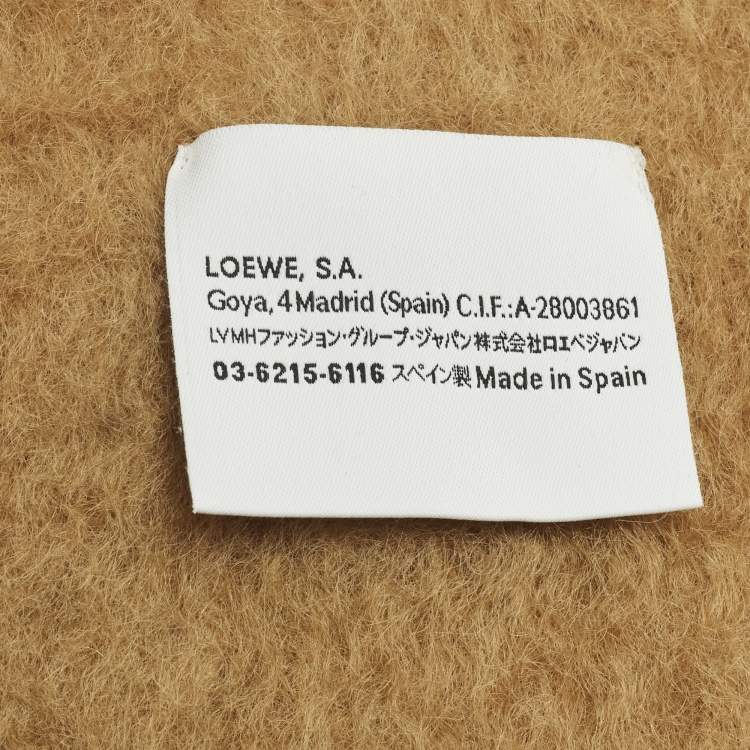 LOEWE, S.A.
Goya, 4 Madrid (Spain) C.I.F.:A-28003861
LVMHファッション・グループ・ジャパン株式会社ロエベジャパン
03-6215-6116 スペイン製 Made in Spain